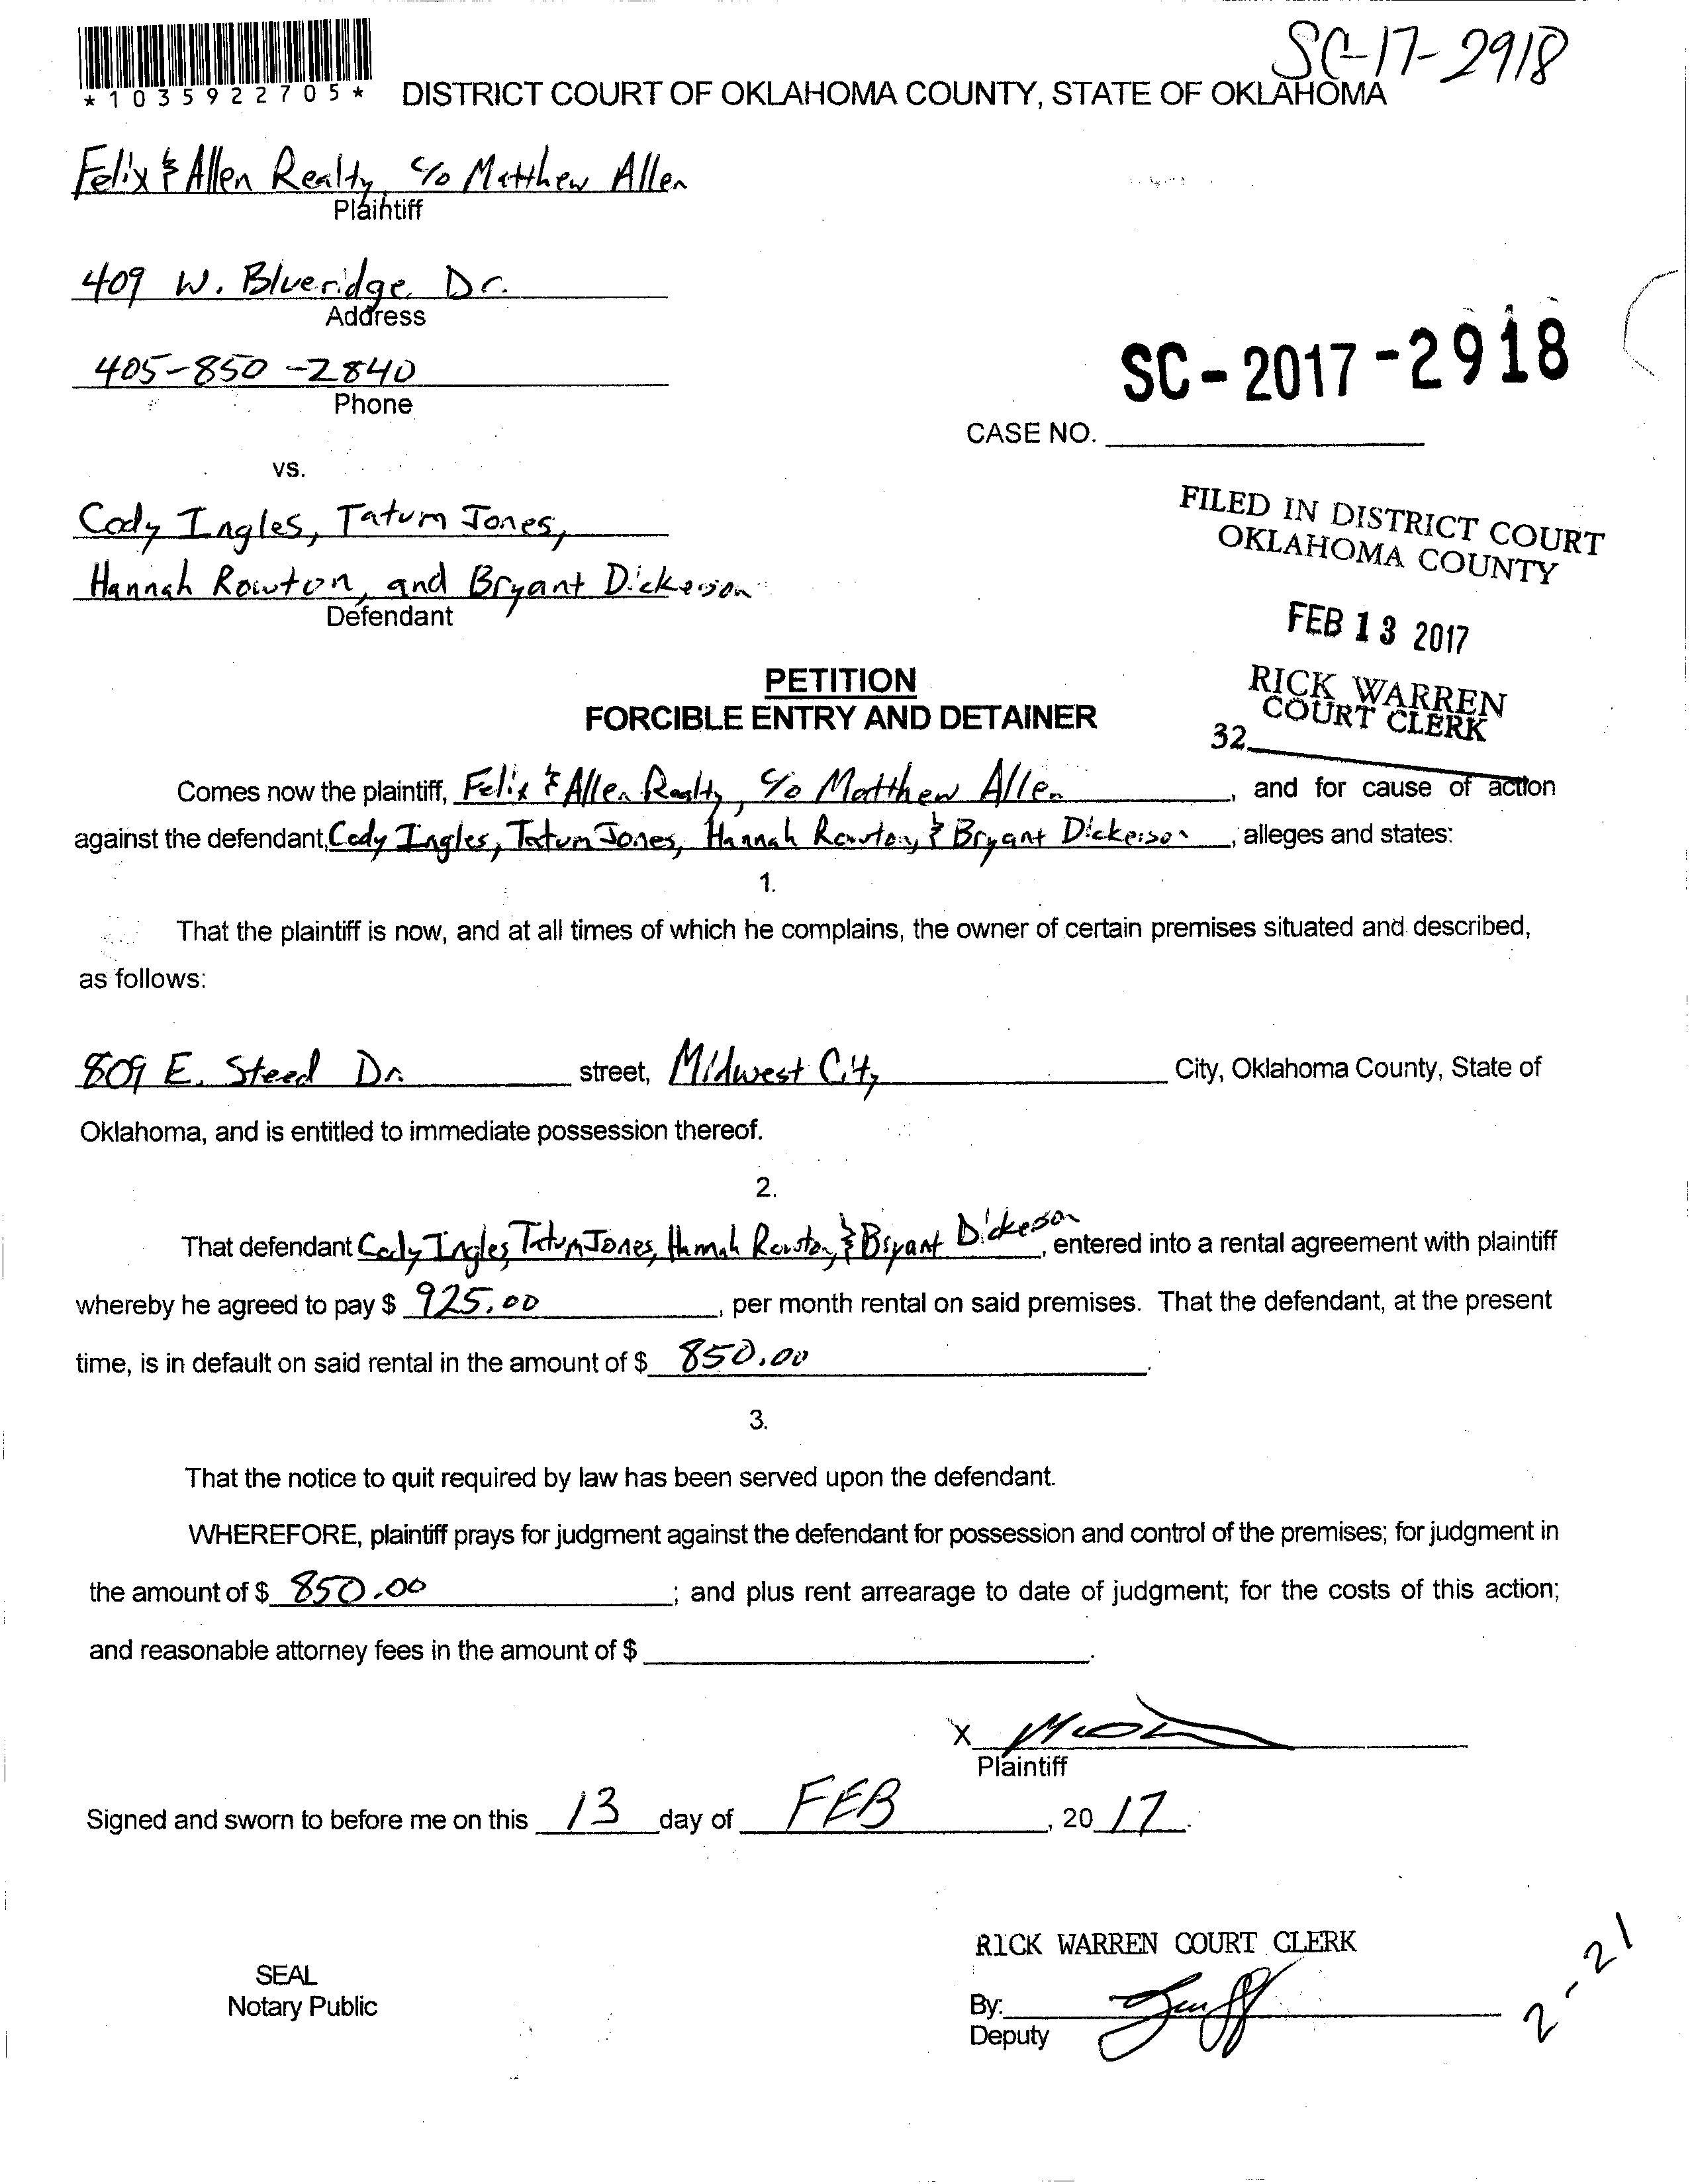 SC-17-2918
*1035922705*
DISTRICT COURT OF OKLAHOMA COUNTY, STATE OF OKLAHOMA
Felix & Allen Realty, c/o Matthew Allen
Plaintiff
409 W. Blueridge Dr.
Address
405-850-2840
Phone
SC-2017-2918
CASE NO.
vs.
Cody Ingles, Tatum Jones,
Hannah Rowton, and Bryant Dickerson
Defendant
FILED IN DISTRICT COURT
OKLAHOMA COUNTY
FEB 13 2017
RICK WARREN
COURT CLERK
32
PETITION
FORCIBLE ENTRY AND DETAINER
Comes now the plaintiff, Felix & Allen Realty, c/o Matthew Allen, and for cause of action
against the defendant, Cody Ingles, Tatum Jones, Hannah Rowton, & Bryant Dickerson, alleges and states:
1.
That the plaintiff is now, and at all times of which he complains, the owner of certain premises situated and described,
as follows:
809 E. Steed Dr. street, Midwest City City, Oklahoma County, State of
Oklahoma, and is entitled to immediate possession thereof.
2.
That defendant Cody Ingles, Tatum Jones, Hannah Rowton, & Bryant Dickerson, entered into a rental agreement with plaintiff
whereby he agreed to pay $ 925.00, per month rental on said premises. That the defendant, at the present
time, is in default on said rental in the amount of $ 850.00.
3.
That the notice to quit required by law has been served upon the defendant.
WHEREFORE, plaintiff prays for judgment against the defendant for possession and control of the premises; for judgment in
the amount of $ 850.00; and plus rent arrearage to date of judgment; for the costs of this action;
and reasonable attorney fees in the amount of $ .
X
Plaintiff
Signed and sworn to before me on this 13 day of FEB, 20 17.
RICK WARREN COURT CLERK
SEAL
Notary Public
By:
Deputy
2-21